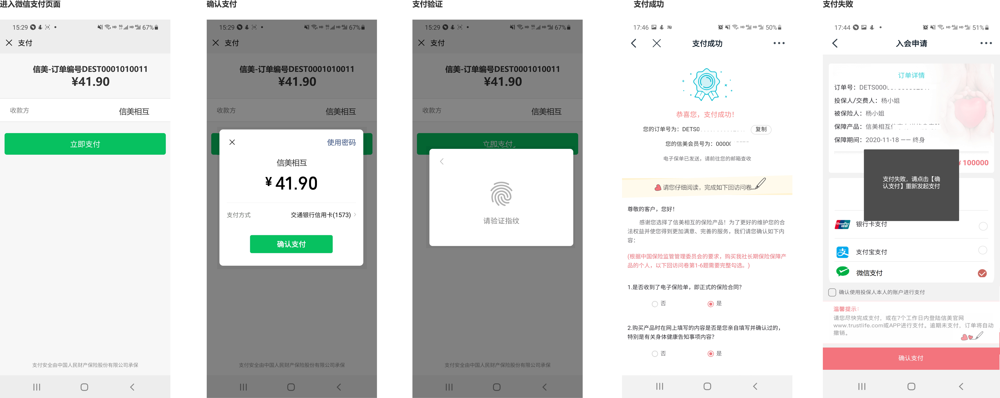 进入微信支付页面
15:29
HD 5G HD 4G 67%
支付
信美-订单编号DEST0001010011
¥41.90
收款方
信美相互
立即支付
支付安全由中国人民财产保险股份有限公司承保
确认支付
15:29
HD 5G HD 4G 67%
支付
信美-订单编号DEST0001010011
¥41.90
收款方
信美相互
使用密码
信美相互
¥ 41.90
支付方式
交通银行信用卡(1573)
确认支付
支付安全由中国人民财产保险股份有限公司承保
支付验证
15:29
HD 5G HD 4G 67%
支付
信美-订单编号DEST0001010011
¥41.90
收款方
信美相互
立即支付
请验证指纹
支付安全由中国人民财产保险股份有限公司承保
支付成功
17:46
HD 4G HD 4G 50%
支付成功
恭喜您，支付成功！
您的订单号为：DETS0
复制
您的信美会员号为：0000
电子保单已发送，请前往您的邮箱查收
请您仔细阅读，完成如下回访问卷
尊敬的客户，您好！
感谢您选择了信美相互的保险产品！为了更好的维护您的合
法权益并使您得到更加满意、完善的服务，我们请您确认如下内
容：
(根据中国保险监管管理委员会的要求，购买我社长期保险保障产
品的个人，以下回访问卷第1-6题需要完整勾选。)
1.是否收到了电子保险单，即正式的保险合同？
否
是
2.购买产品时在网上填写的内容是否是您亲自填写并确认过的，
特别是有关身体健康告知事项内容？
否
是
支付失败
17:44
HD 4G HD 4G 51%
入会申请
订单详情
订单号：DETS000
投保人/交费人：杨小姐
被保险人：杨小姐
保障产品：信美相互
保障期间：2020-11-18 —— 终身
¥ 100000
支付失败，请点击【确
认支付】重新发起支付
UnionPay
银联
银行卡支付
支
支付宝支付
微信支付
确认使用投保人本人的账户进行支付
温馨提示：
请您尽快完成支付，或在7个工作日内登陆信美官网
www.trustlife.com或APP进行支付。逾期未支付，订单将自动
撤销。
确认支付